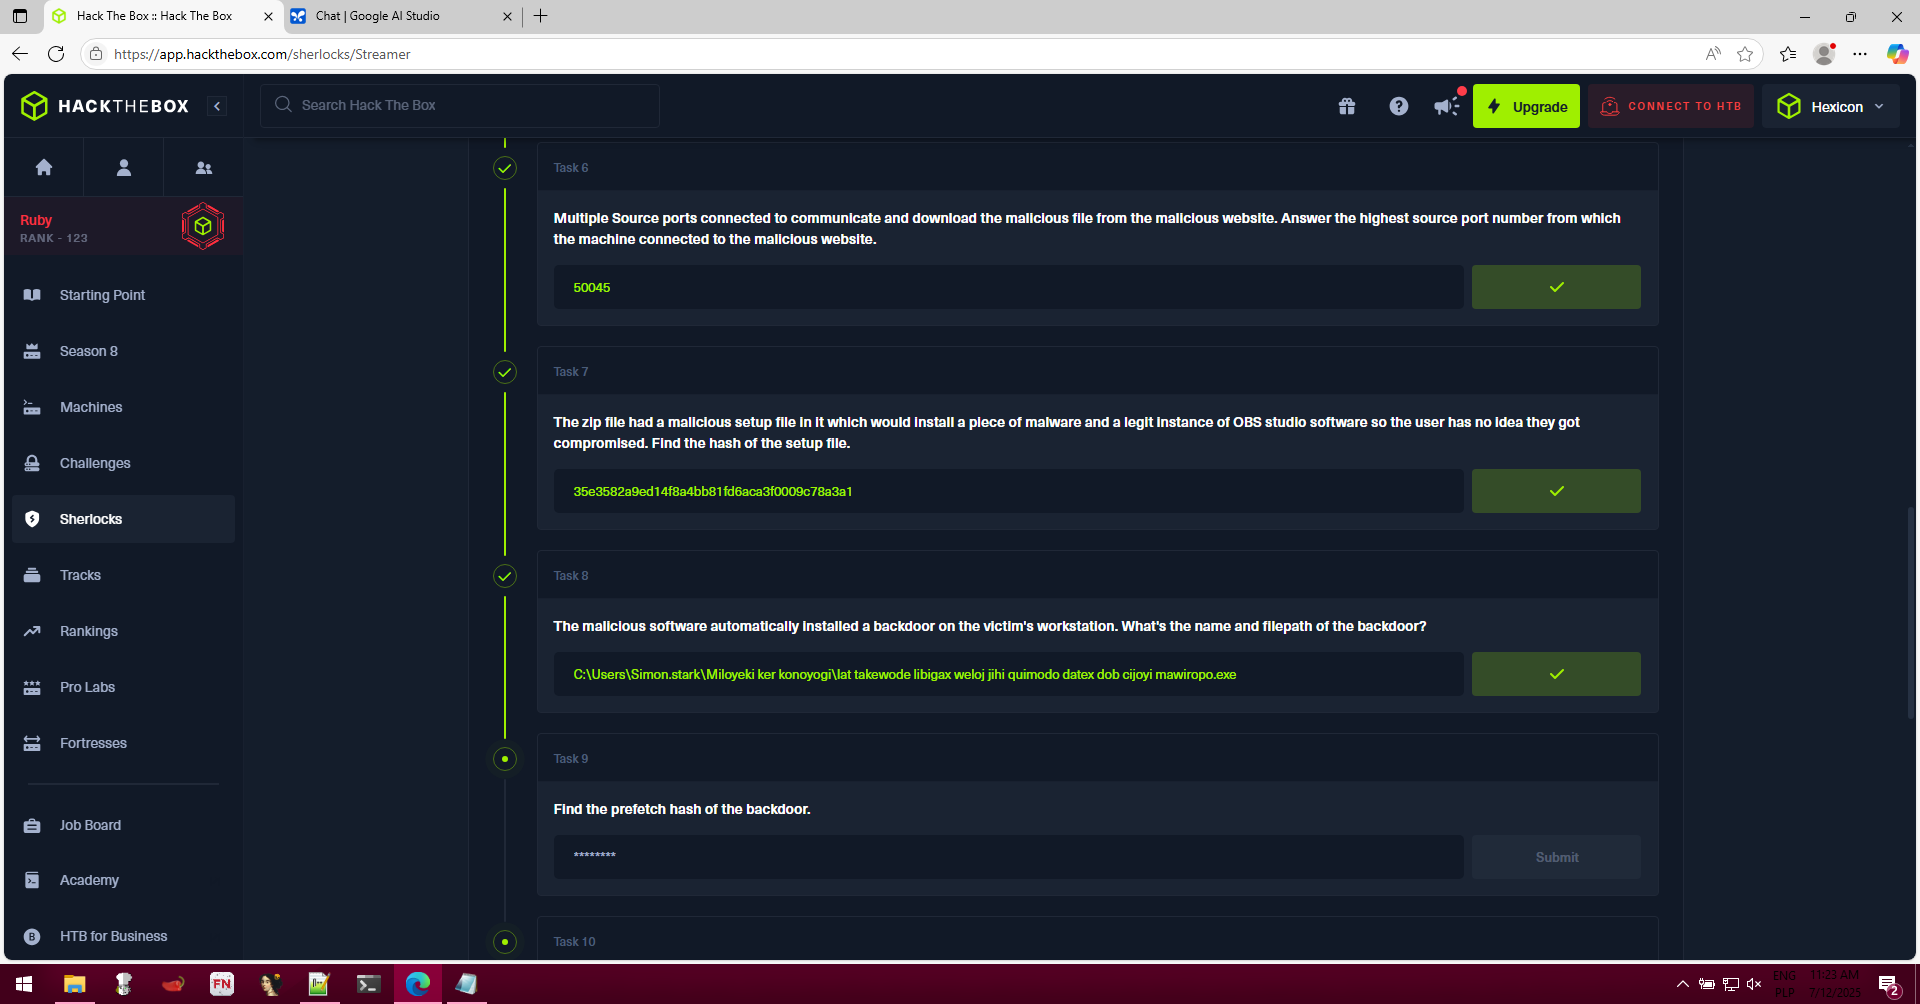 Hack The Box :: Hack The Box
Chat | Google AI Studio
https://app.hackthebox.com/sherlocks/Streamer
HACKTHEBOX
Search Hack The Box
Upgrade
CONNECT TO HTB
Hexicon
Ruby
RANK - 123
Starting Point
Season 8
Machines
Challenges
Sherlocks
Tracks
Rankings
Pro Labs
Fortresses
Job Board
Academy
B
HTB for Business
Task 6
Multiple Source ports connected to communicate and download the malicious file from the malicious website. Answer the highest source port number from which
the machine connected to the malicious website.
50045
Task 7
The zip file had a malicious setup file in it which would install a piece of malware and a legit instance of OBS studio software so the user has no idea they got
compromised. Find the hash of the setup file.
35e3582a9ed14f8a4bb81fd6aca3f0009c78a3a1
Task 8
The malicious software automatically installed a backdoor on the victim's workstation. What's the name and filepath of the backdoor?
C:\Users\Simon.stark\Miloyeki ker konoyogi\lat takewode libigax weloj jihi quimodo datex dob cijoyi mawiropo.exe
Task 9
Find the prefetch hash of the backdoor.
********
Submit
Task 10
FN
ENG
PLP
11:23 AM
7/12/2025
2